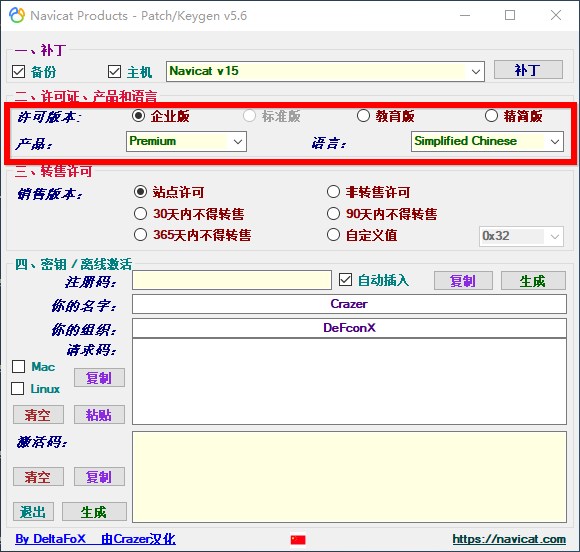 Navicat Products - Patch/Keygen v5.6
一、补丁
备份 主机 Navicat v15 补丁
二、许可证、产品和语言
许可版本: 企业版 标准版 教育版 精简版
产品: Premium 语言: Simplified Chinese
三、转售许可
销售版本: 站点许可 非转售许可
30天内不得转售 90天内不得转售
365天内不得转售 自定义值 0x32
四、密钥 / 离线激活
注册码: 自动插入 复制 生成
你的名字: Crazer
你的组织: DeFconX
请求码:
Mac
复制
Linux
清空 粘贴
激活码:
清空 复制
退出 生成
By DeltaFoX 由Crazer汉化 https://navicat.com